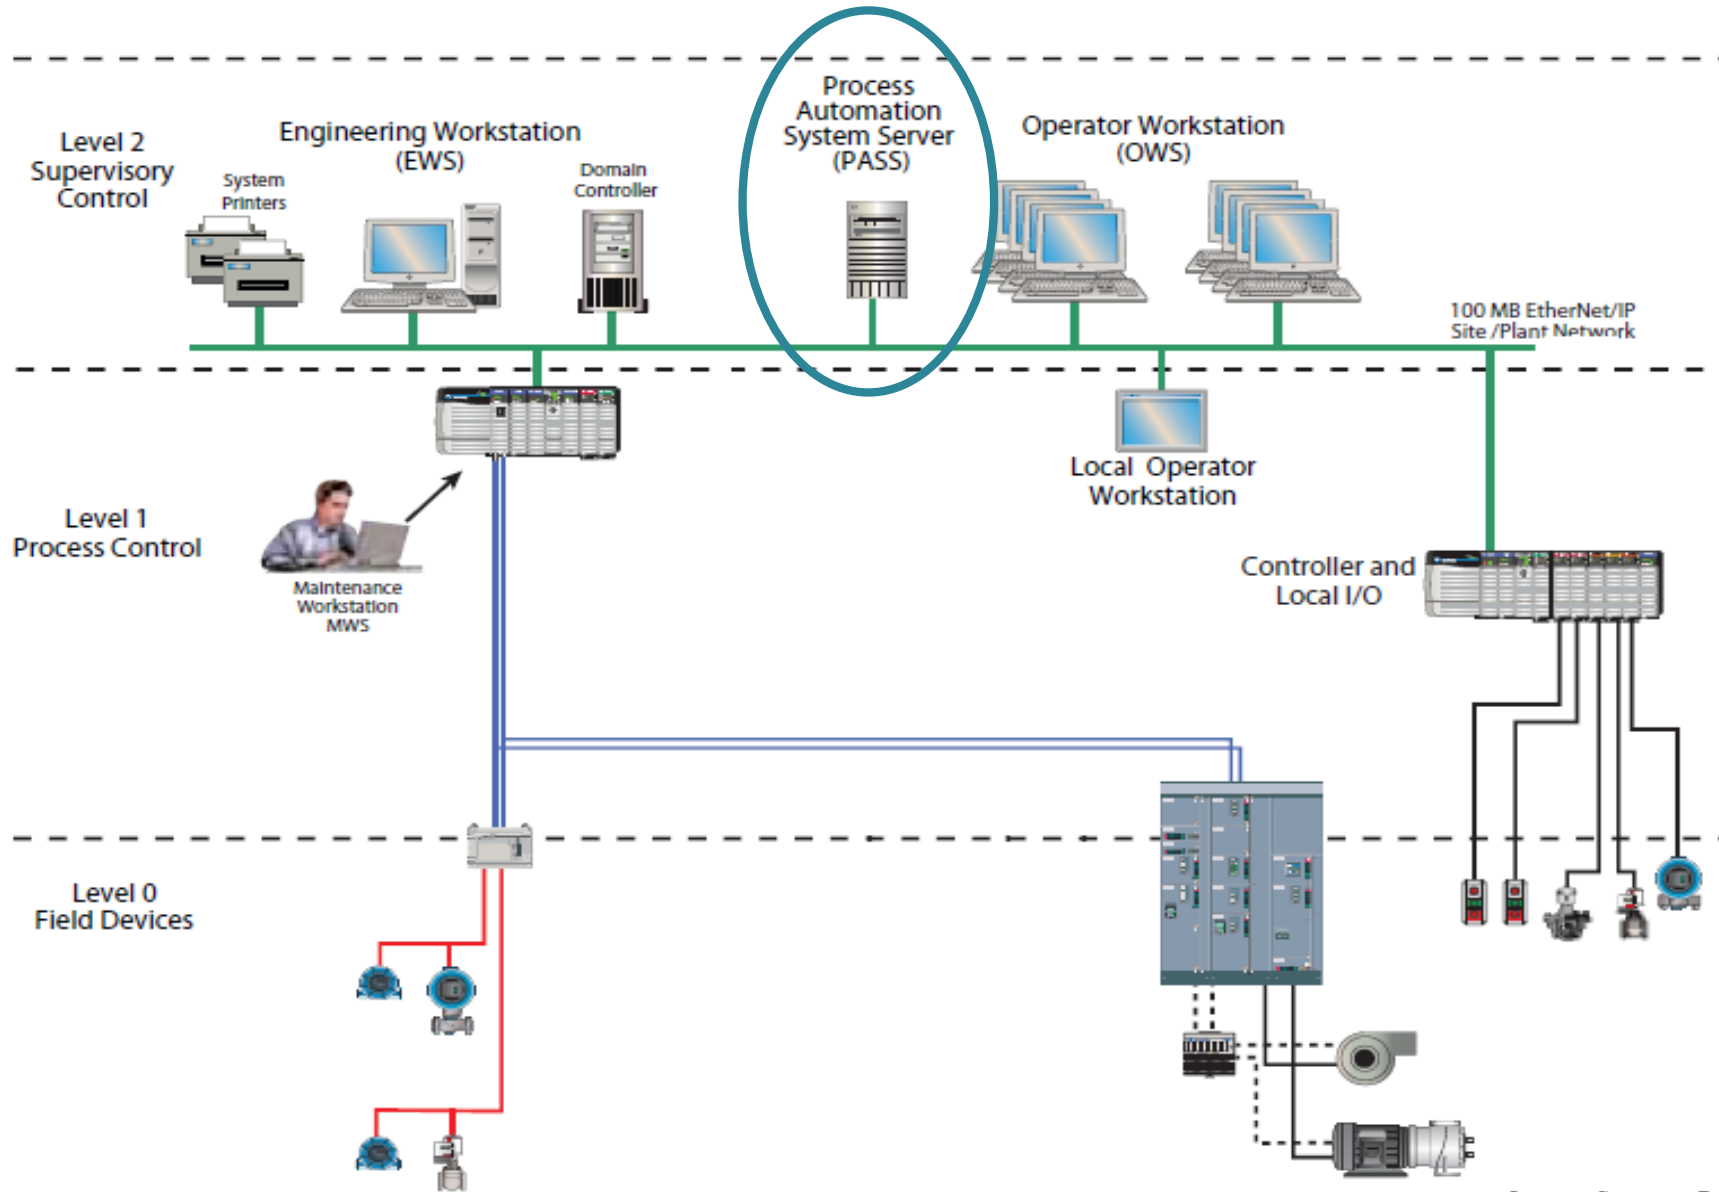 Process
Automation
System Server
(PASS)
Engineering Workstation
(EWS)
Operator Workstation
(OWS)
Level 2
Supervisory
Control
System
Printers
Domain
Controller
100 MB EtherNet/IP
Site /Plant Network
Local Operator
Workstation
Level 1
Process Control
Maintenance
Workstation
MWS
Controller and
Local I/O
Level 0
Field Devices